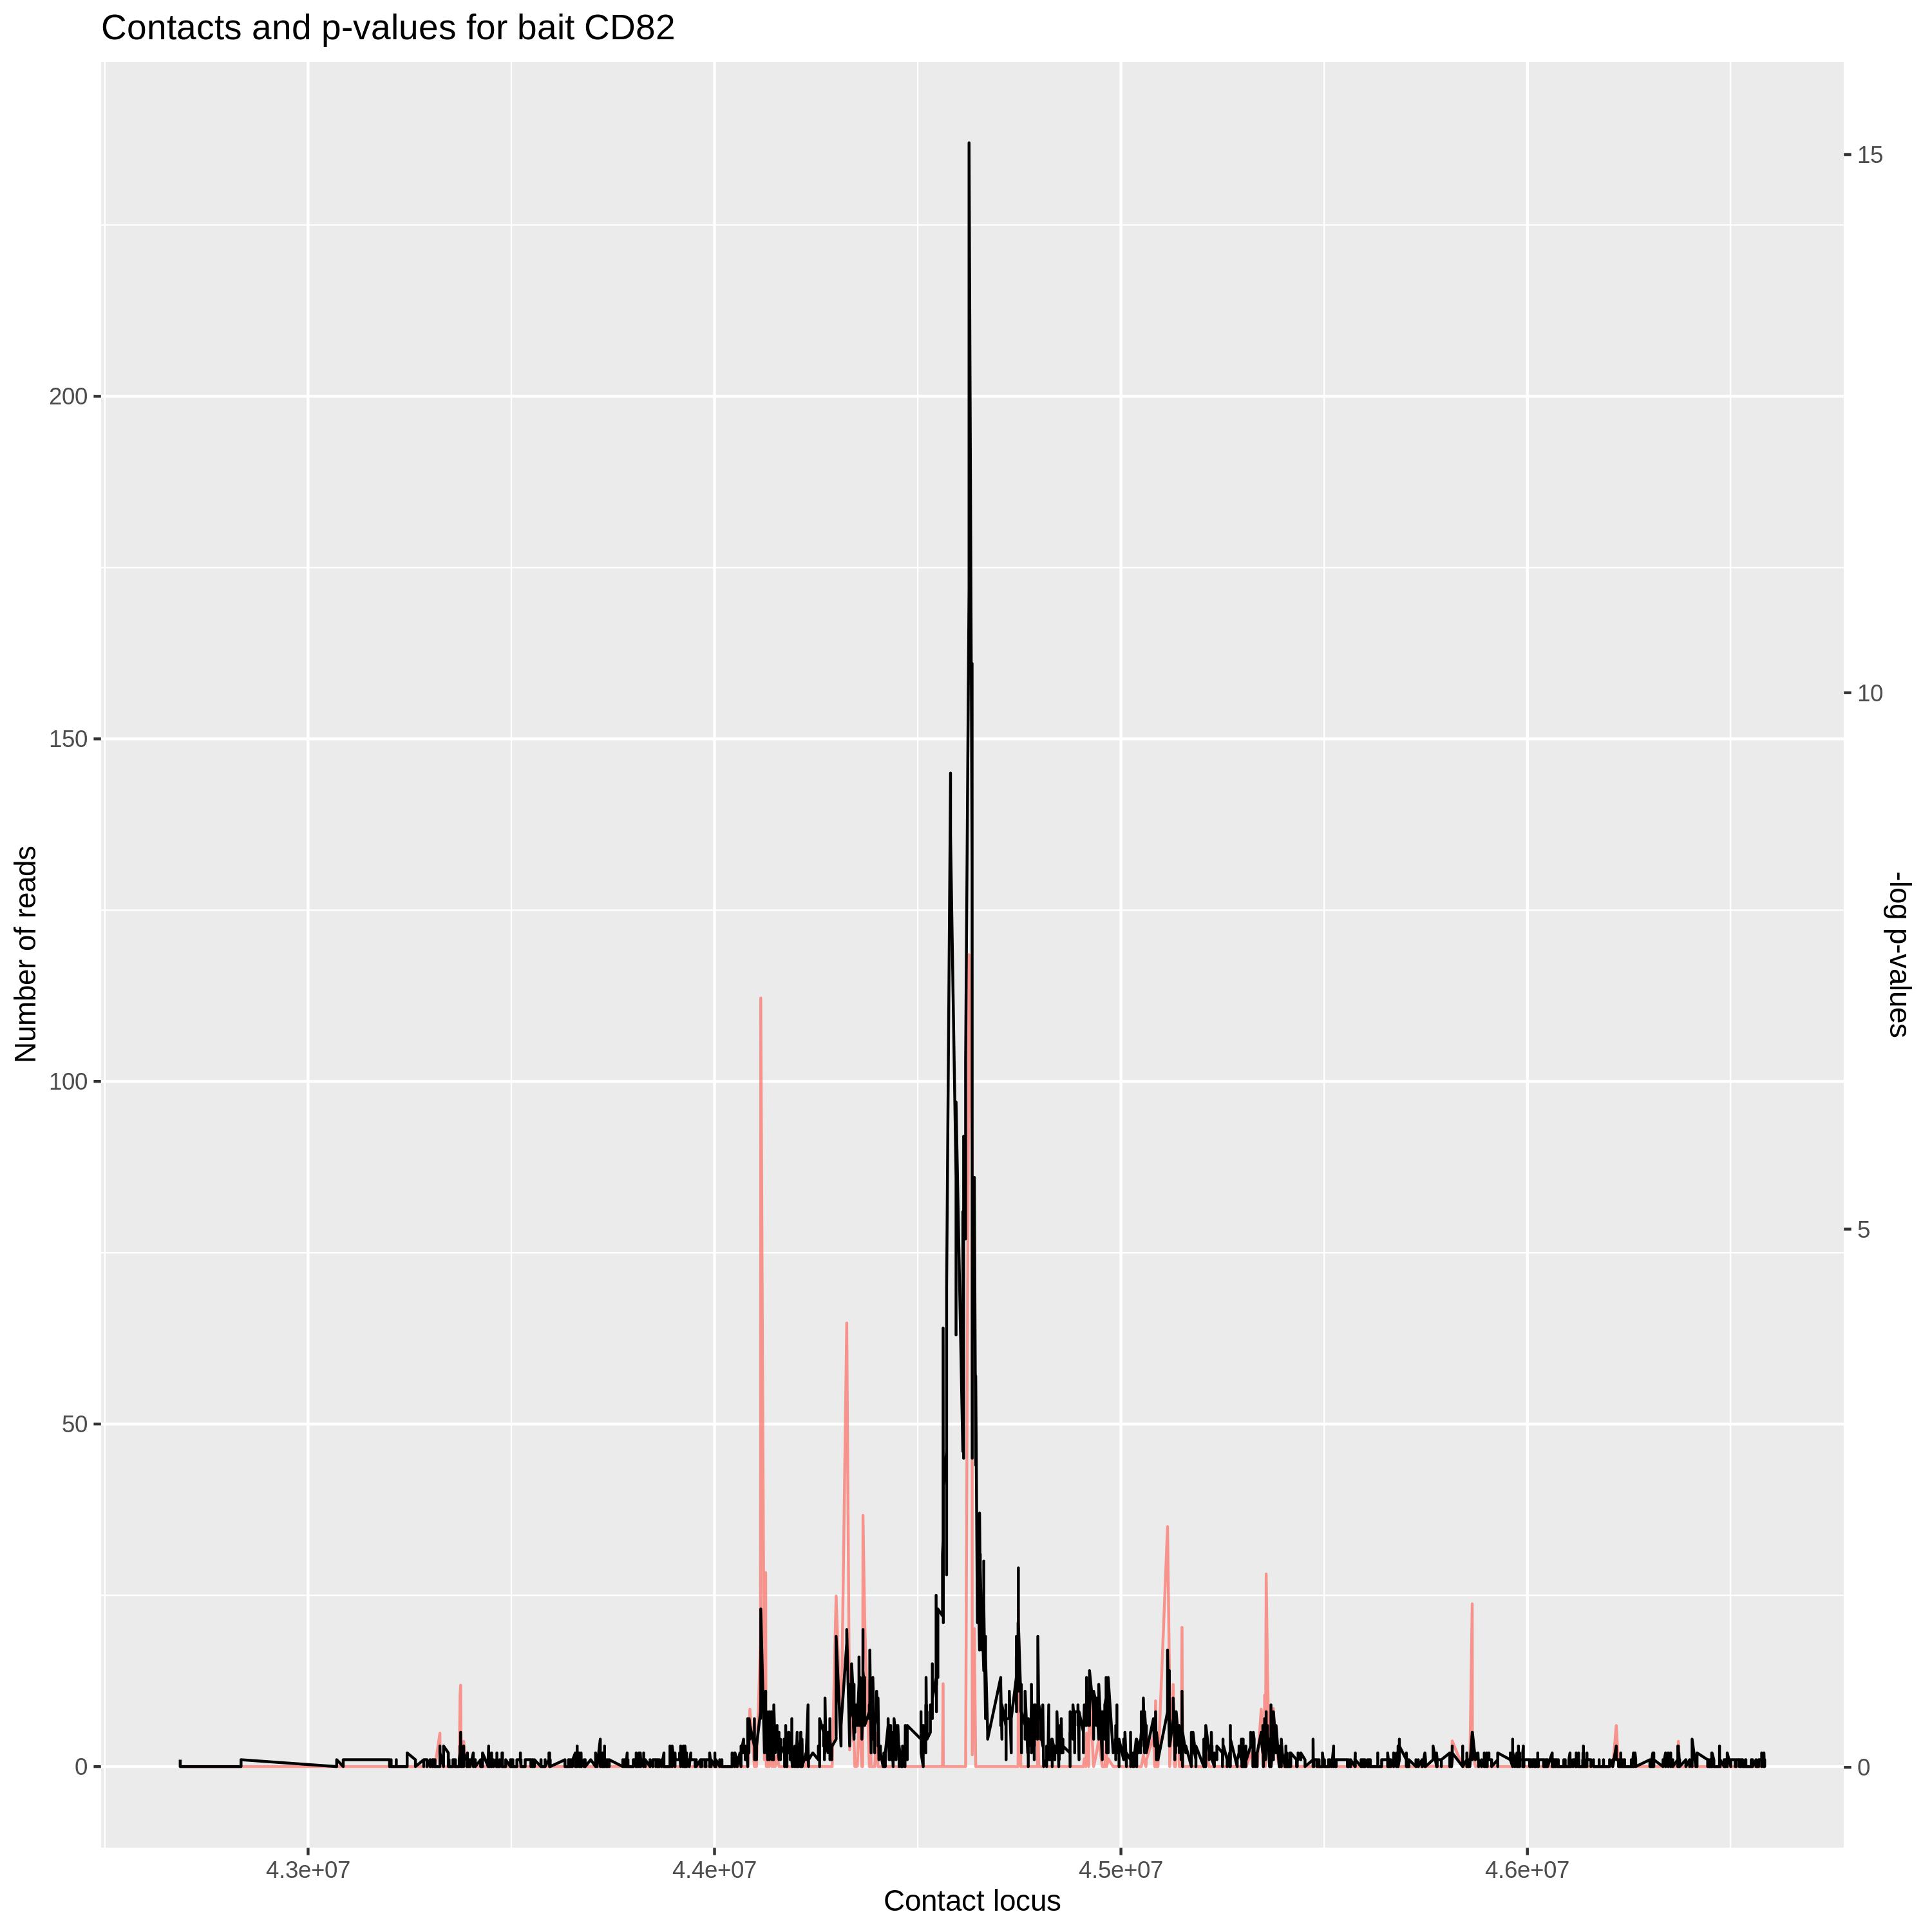 Contacts and p-values for bait CD82
Number of reads
200
150
100
50
0
15
10
5
0
-log p-values
4.3e+07
4.4e+07
4.5e+07
4.6e+07
Contact locus